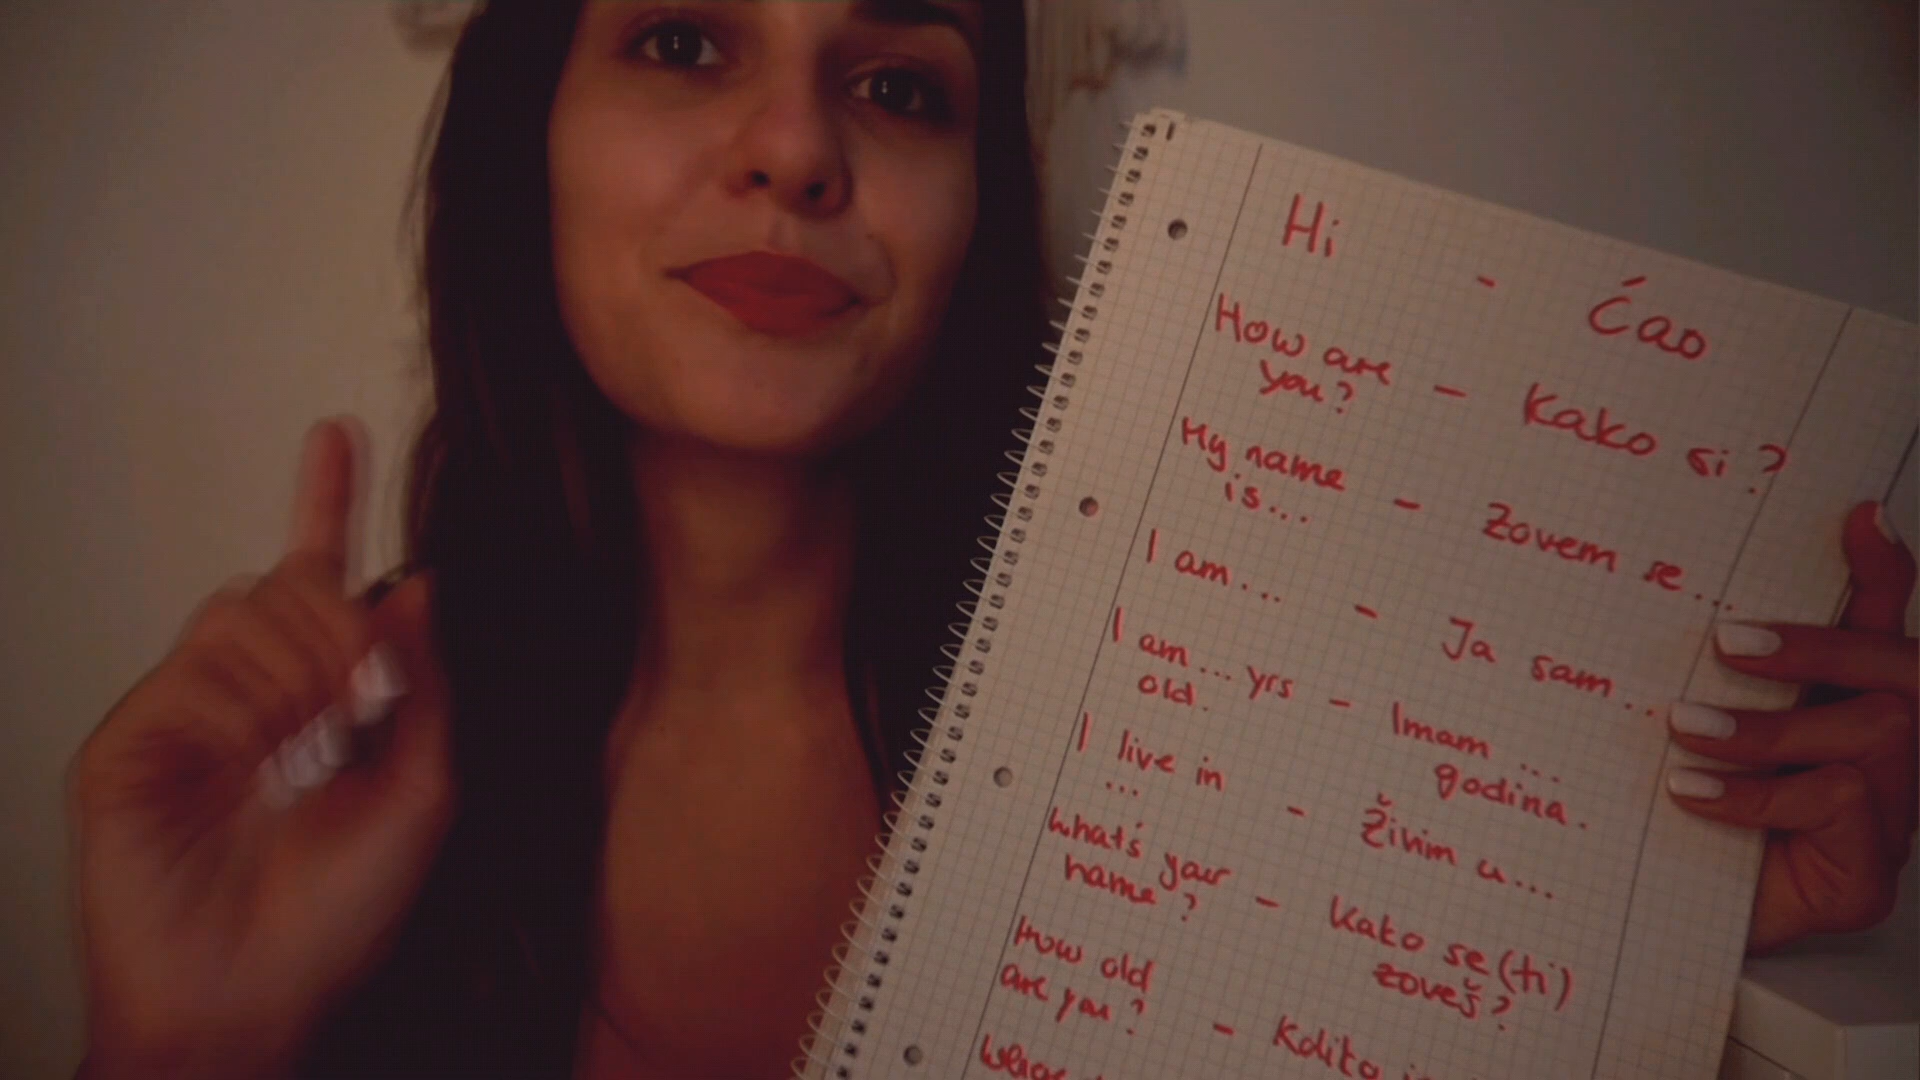 Hi - Ćao
How are - Kako si?
you?
My name - Zovem se...
is...
I am... - Ja sam...
I am... yrs - Imam ...
old. godina.
I live in - Živim u...
...
What's your - Kako se (ti)
name? zoveš?
How old - Koliko
are you?